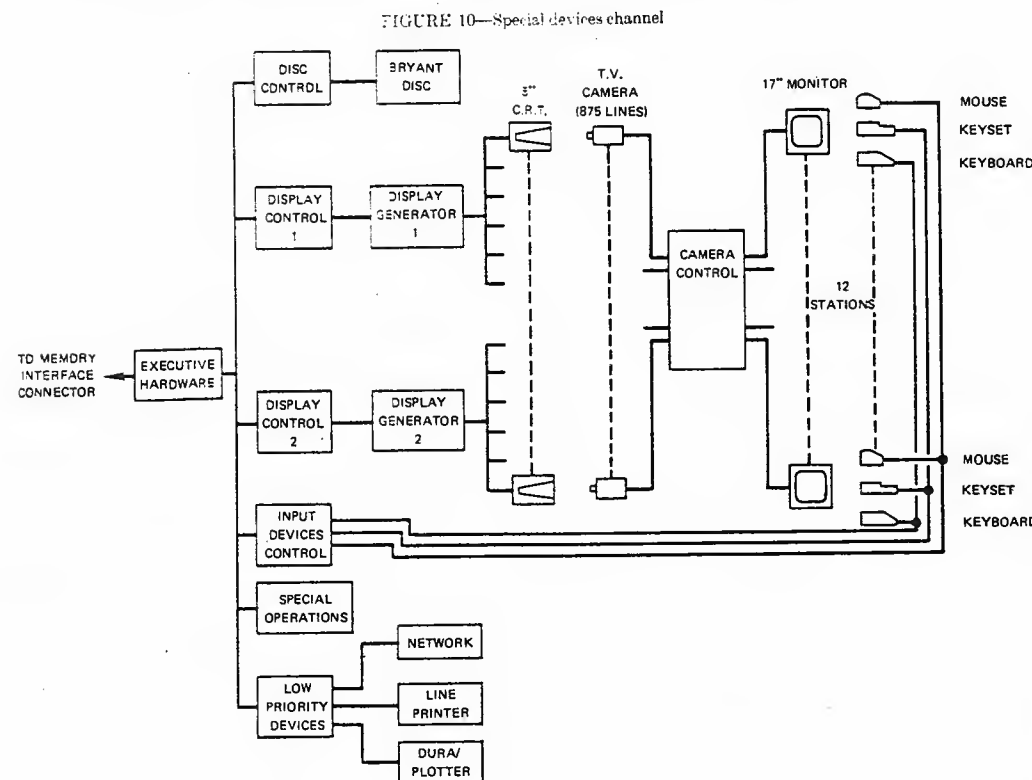 FIGURE 10—Special devices channel
DISC
CONTROL
BRYANT
DISC
5"
C.R.T.
T.V.
CAMERA
(875 LINES)
17" MONITOR
MOUSE
KEYSET
KEYBOARD
DISPLAY
CONTROL
1
DISPLAY
GENERATOR
1
CAMERA
CONTROL
12
STATIONS
TO MEMORY
INTERFACE
CONNECTOR
EXECUTIVE
HARDWARE
DISPLAY
CONTROL
2
DISPLAY
GENERATOR
2
MOUSE
KEYSET
KEYBOARD
INPUT
DEVICES
CONTROL
SPECIAL
OPERATIONS
LOW
PRIORITY
DEVICES
NETWORK
LINE
PRINTER
DURA/
PLOTTER